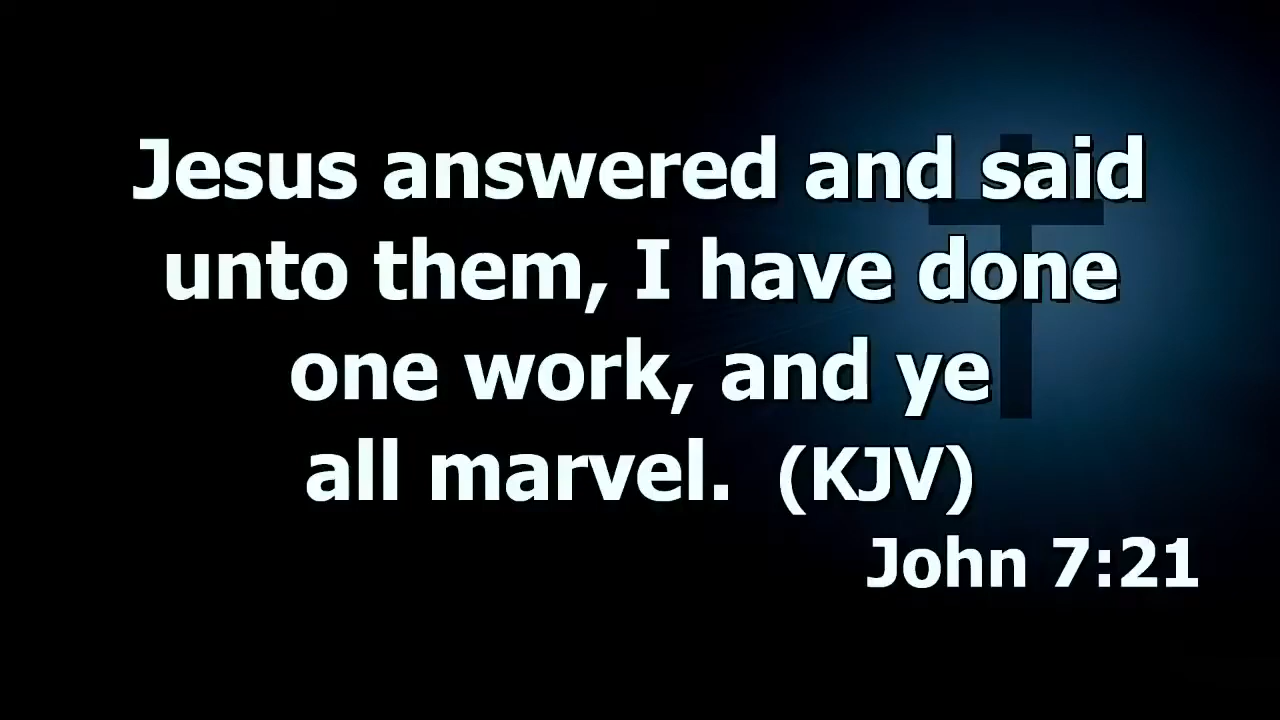 Jesus answered and said
unto them, I have done
one work, and ye
all marvel. (KJV)
John 7:21